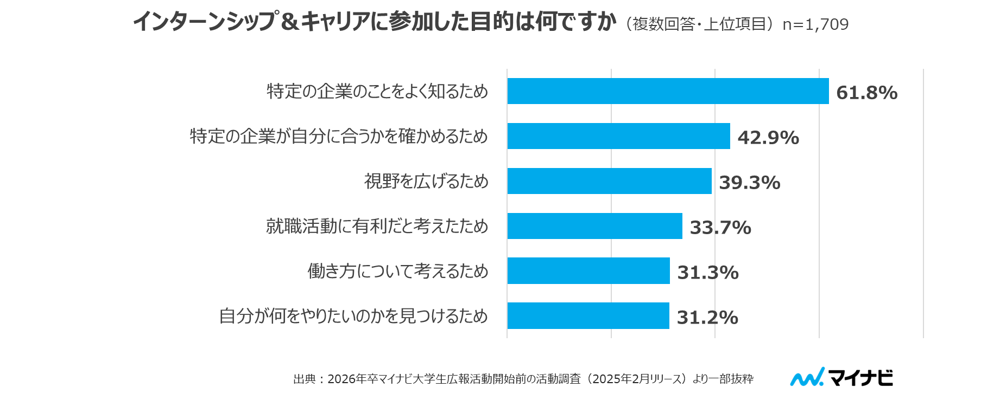 インターンシップ＆キャリアに参加した目的は何ですか（複数回答・上位項目）n=1,709
特定の企業のことをよく知るため 61.8%
特定の企業が自分に合うかを確かめるため 42.9%
視野を広げるため 39.3%
就職活動に有利だと考えたため 33.7%
働き方について考えるため 31.3%
自分が何をやりたいのかを見つけるため 31.2%
出典：2026年卒マイナビ大学生広報活動開始前の活動調査（2025年2月リリース）より一部抜粋
マイナビ